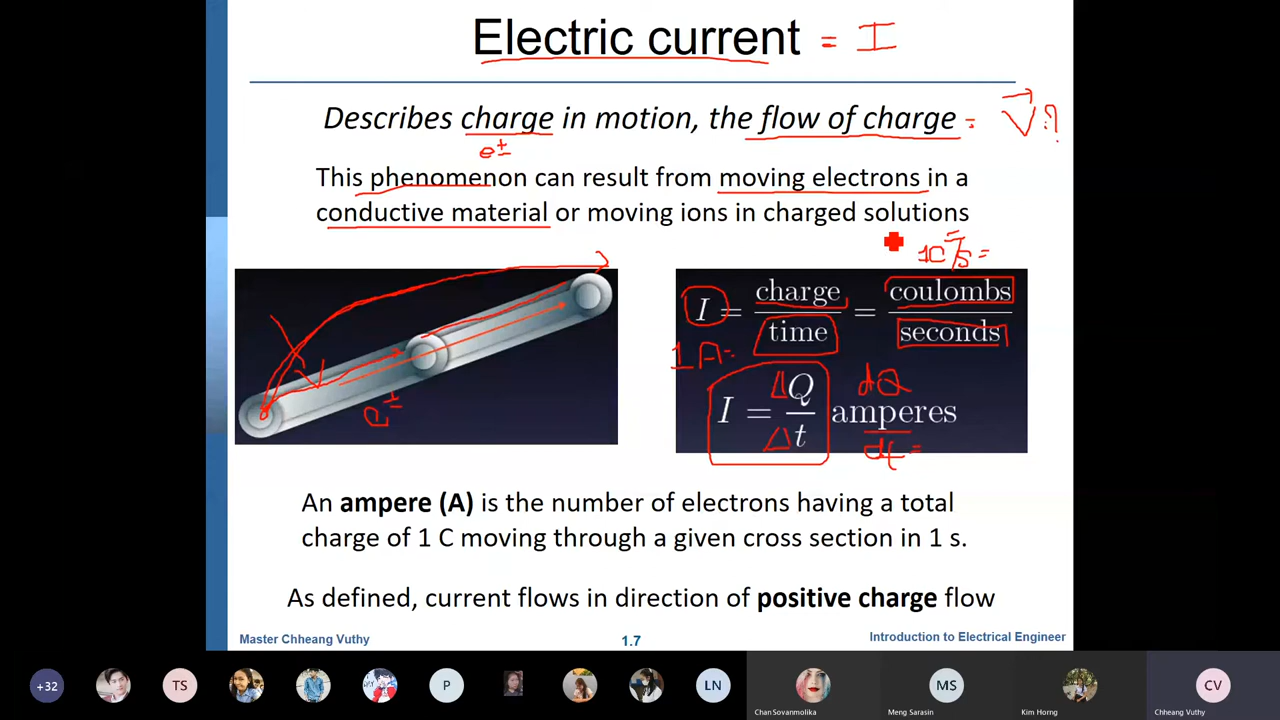 Electric current = I
Describes charge in motion, the flow of charge = V?
e±
This phenomenon can result from moving electrons in a
conductive material or moving ions in charged solutions
I = charge / time = coulombs / seconds
1A=
I = ΔQ / Δt amperes
dQ
dt =
An ampere (A) is the number of electrons having a total
charge of 1 C moving through a given cross section in 1 s.
As defined, current flows in direction of positive charge flow
Master Chheang Vuthy
1.7
Introduction to Electrical Engineer
+32
TS
P
LN
MS
CV
Chan Sovanmolika
Meng Sarasin
Kim Horng
Chheang Vuthy